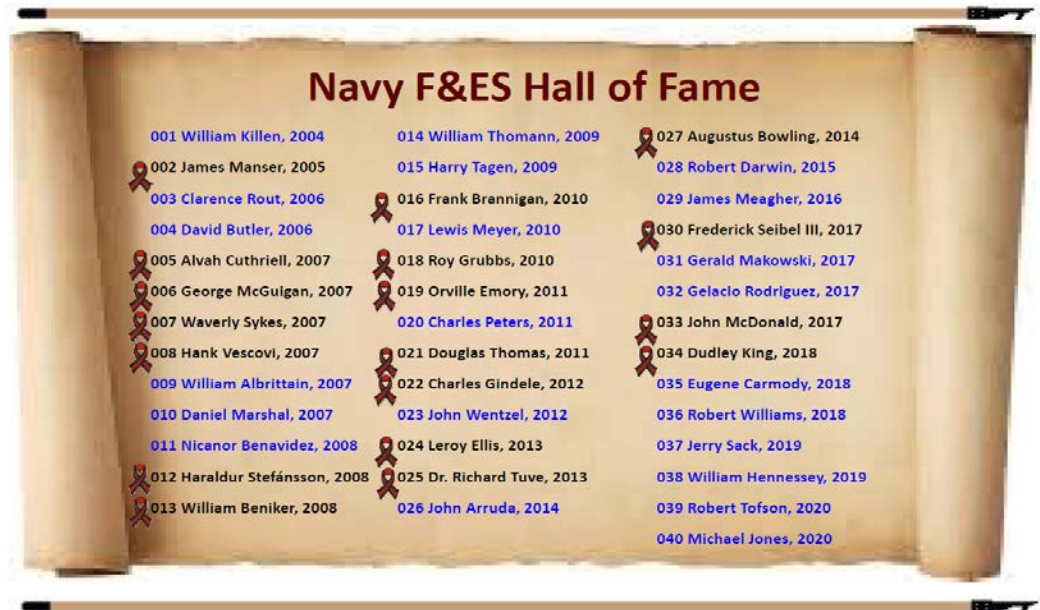 Navy F&ES Hall of Fame
001 William Killen, 2004
002 James Manser, 2005
003 Clarence Rout, 2006
004 David Butler, 2006
005 Alvah Cuthriell, 2007
006 George McGuigan, 2007
007 Waverly Sykes, 2007
008 Hank Vescovi, 2007
009 William Albrittain, 2007
010 Daniel Marshal, 2007
011 Nicanor Benavidez, 2008
012 Haraldur Stefánsson, 2008
013 William Beniker, 2008
014 William Thomann, 2009
015 Harry Tagen, 2009
016 Frank Brannigan, 2010
017 Lewis Meyer, 2010
018 Roy Grubbs, 2010
019 Orville Emory, 2011
020 Charles Peters, 2011
021 Douglas Thomas, 2011
022 Charles Gindele, 2012
023 John Wentzel, 2012
024 Leroy Ellis, 2013
025 Dr. Richard Tuve, 2013
026 John Arruda, 2014
027 Augustus Bowling, 2014
028 Robert Darwin, 2015
029 James Meagher, 2016
030 Frederick Seibel III, 2017
031 Gerald Makowski, 2017
032 Gelacio Rodriguez, 2017
033 John McDonald, 2017
034 Dudley King, 2018
035 Eugene Carmody, 2018
036 Robert Williams, 2018
037 Jerry Sack, 2019
038 William Hennessey, 2019
039 Robert Tofson, 2020
040 Michael Jones, 2020